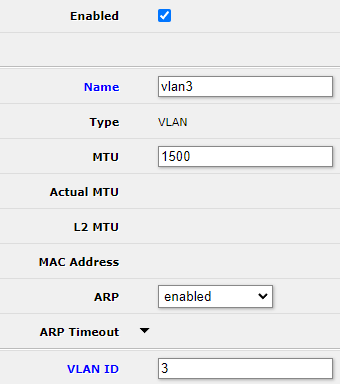 Enabled
Name vlan3
Type VLAN
MTU 1500
Actual MTU
L2 MTU
MAC Address
ARP enabled
ARP Timeout
VLAN ID 3